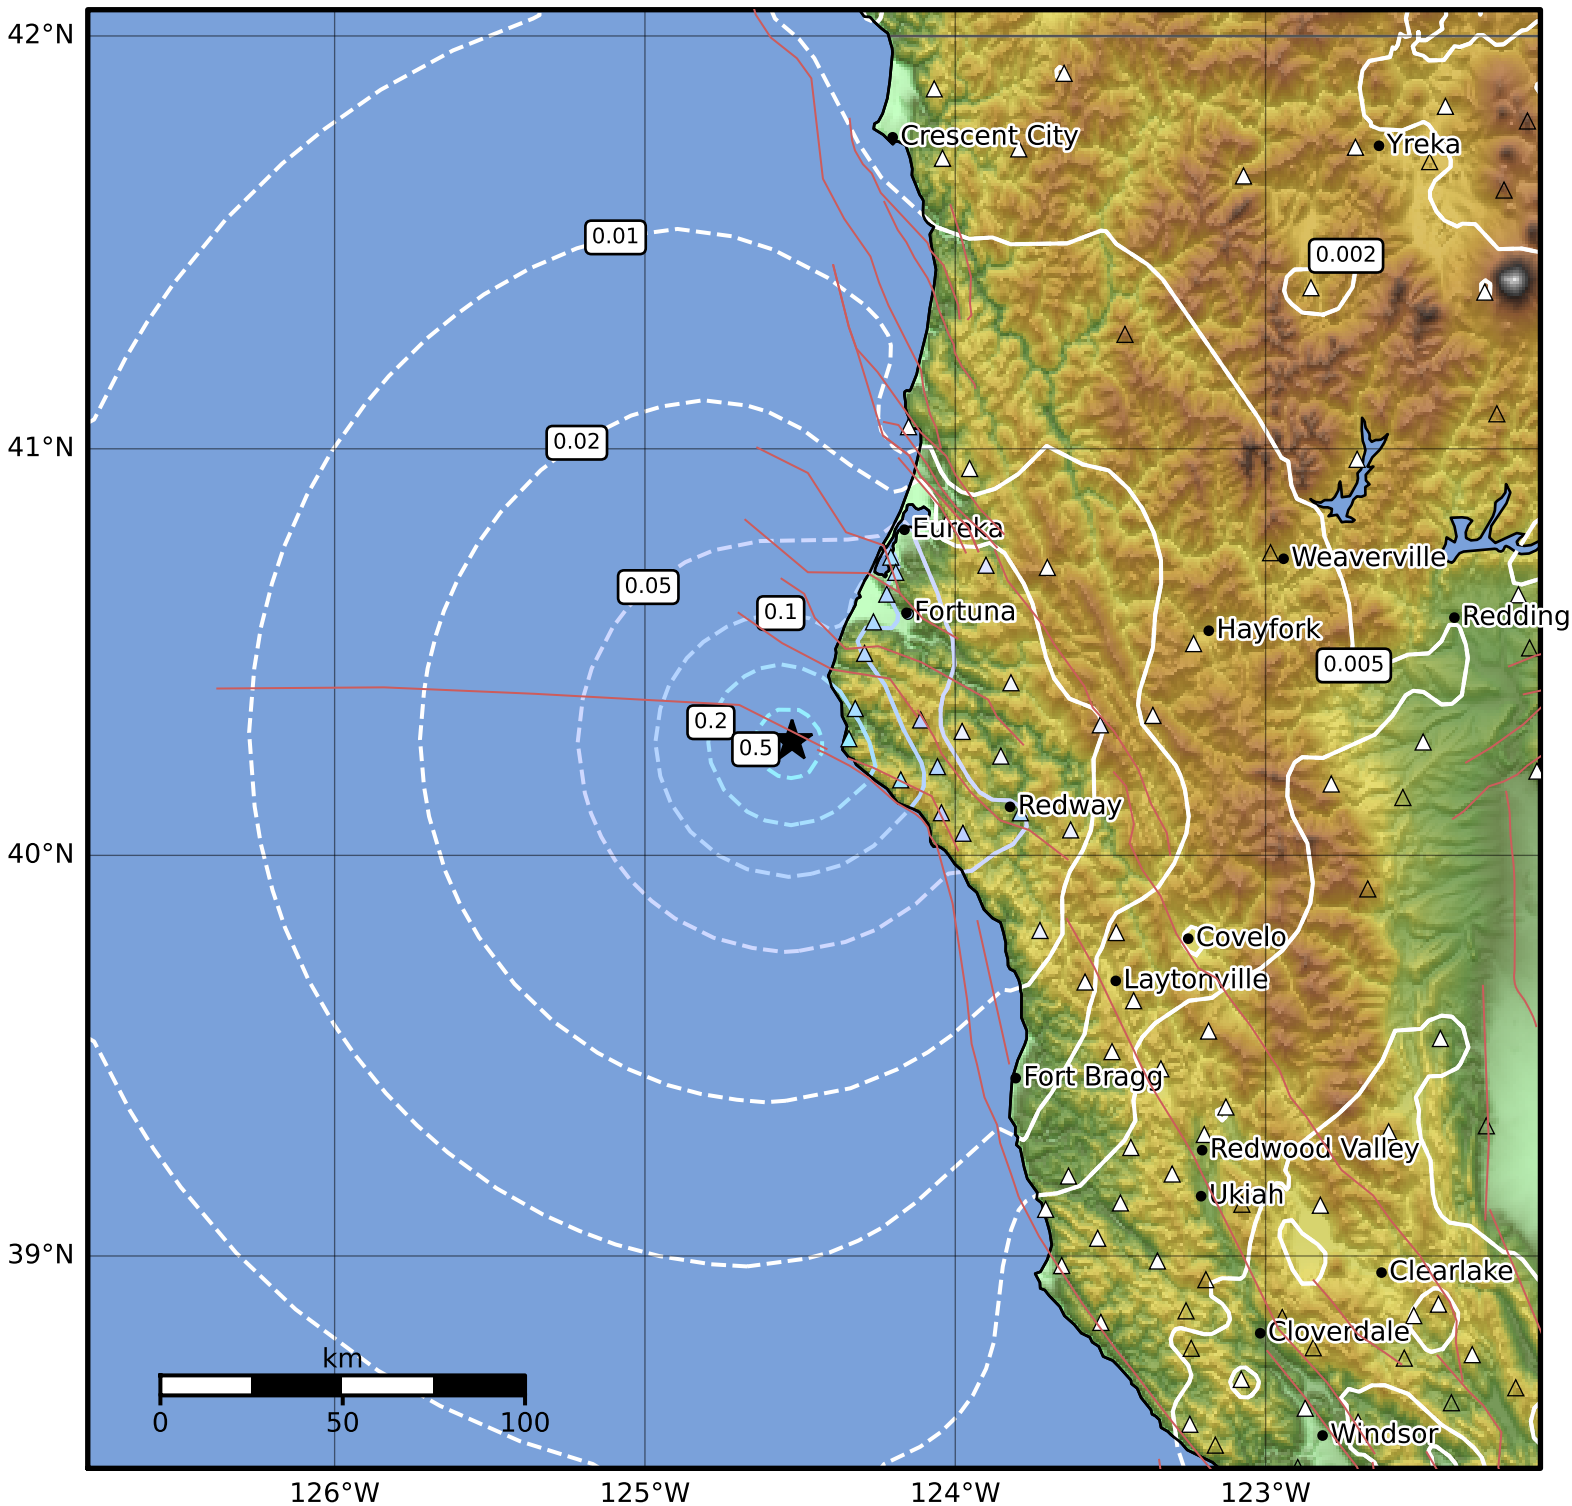 42°N
Crescent City
Yreka
0.01
0.002
0.02
41°N
Eureka
Weaverville
0.05
0.1
Fortuna
Redding
Hayfork
0.005
0.2
0.5
Redway
40°N
Covelo
Laytonville
Fort Bragg
Redwood Valley
Ukiah
39°N
Clearlake
Cloverdale
km
0 50 100
Windsor
126°W 125°W 124°W 123°W